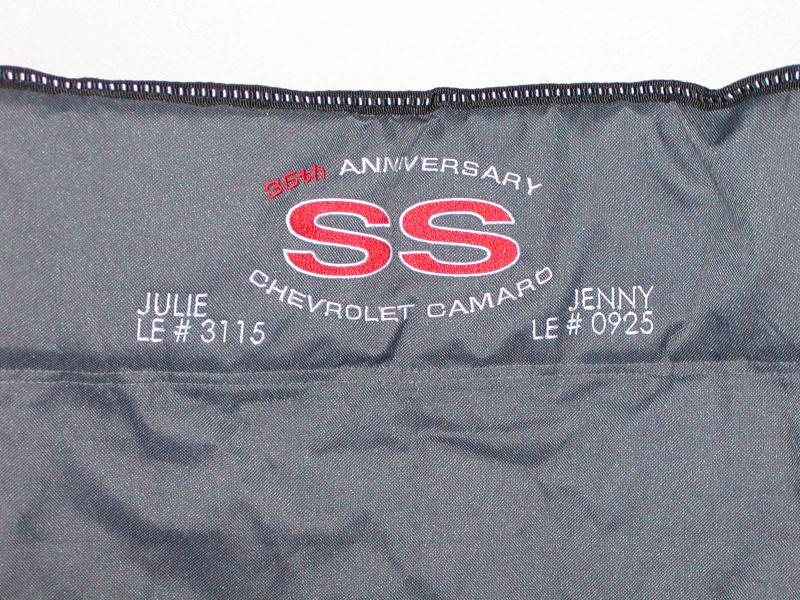 35th ANNIVERSARY
SS
CHEVROLET CAMARO
JULIE
LE # 3115
JENNY
LE # 0925